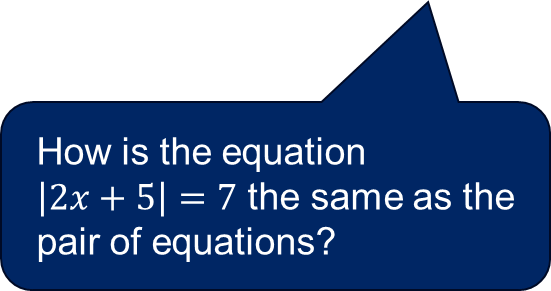 How is the equation
|2𝑥 + 5| = 7 the same as the
pair of equations?